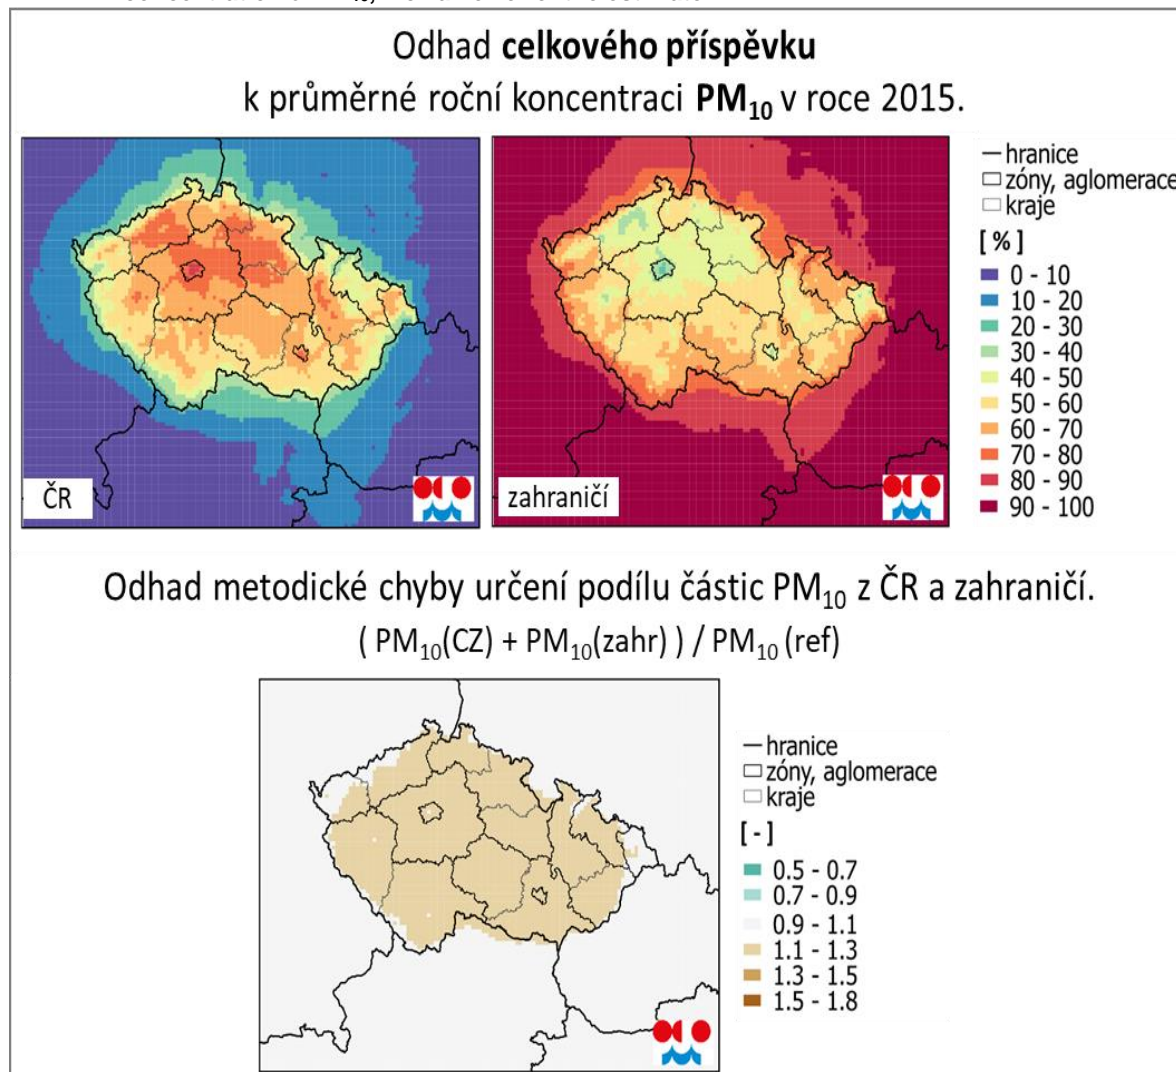 Odhad celkového příspěvku
k průměrné roční koncentraci PM₁₀ v roce 2015.
ČR
zahraničí
hranice
zóny, aglomerace
kraje
[ % ]
0 - 10
10 - 20
20 - 30
30 - 40
40 - 50
50 - 60
60 - 70
70 - 80
80 - 90
90 - 100
Odhad metodické chyby určení podílu částic PM₁₀ z ČR a zahraničí.
( PM₁₀(CZ) + PM₁₀(zahr) ) / PM₁₀ (ref)
hranice
zóny, aglomerace
kraje
[ - ]
0.5 - 0.7
0.7 - 0.9
0.9 - 1.1
1.1 - 1.3
1.3 - 1.5
1.5 - 1.8